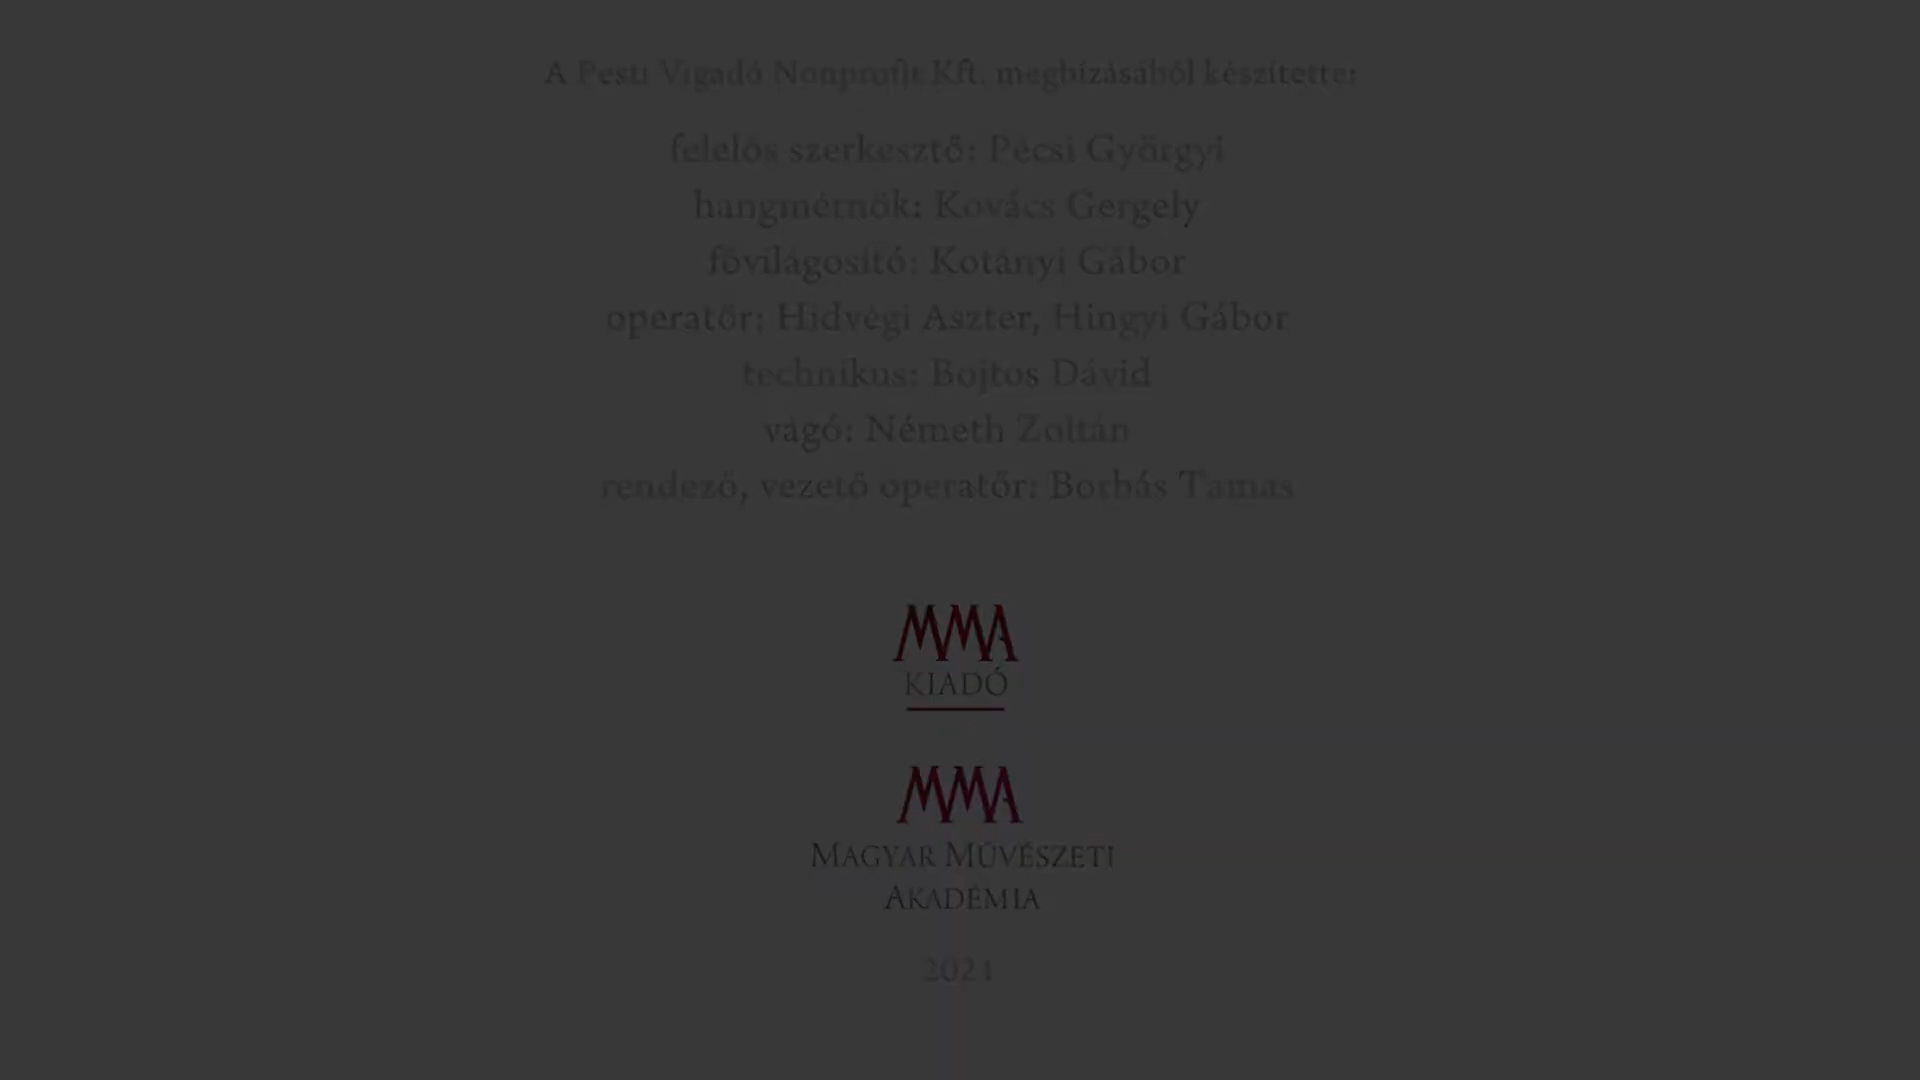 A Pesti Vigadó Nonprofit Kft. megbízásából készítette:
felelős szerkesztő: Pécsi Györgyi
hangmérnök: Kovács Gergely
fővilágosító: Kotányi Gábor
operatőr: Hidvégi Aszter, Hingyi Gábor
technikus: Bojtos Dávid
vágó: Németh Zoltán
rendező, vezető operatőr: Borbás Tamás
MMA
KIADÓ
MMA
MAGYAR MŰVÉSZETI
AKADÉMIA
2021